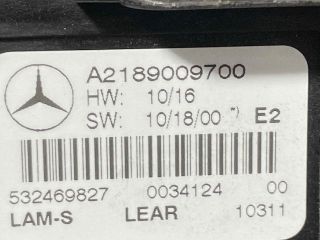 A2189009700
HW: 10/16
SW: 10/18/00 *) E2
532469827 0034124 00
LAM-S LEAR 10311